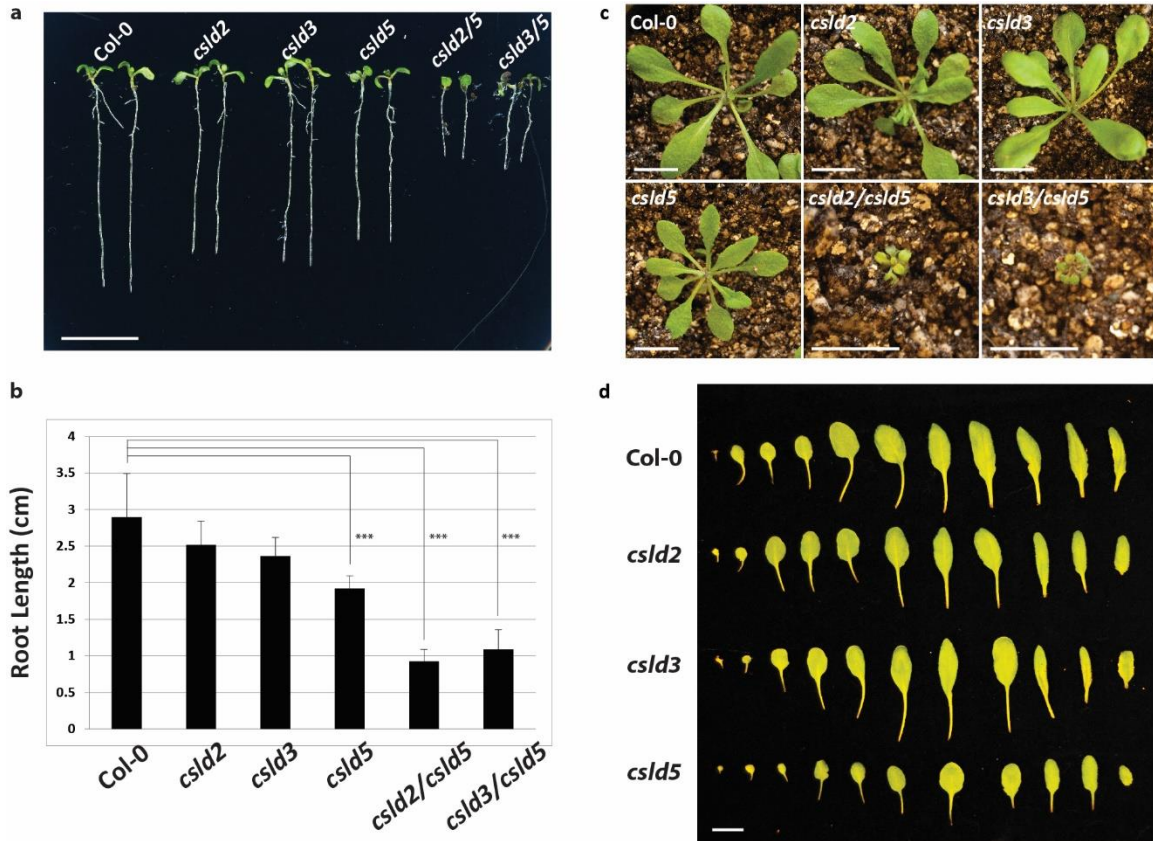 a
Col-0
csld2
csld3
csld5
csld2/5
csld3/5
b
Root Length (cm)
4
3.5
3
2.5
2
1.5
1
0.5
0
***
***
***
Col-0
csld2
csld3
csld5
csld2/csld5
csld3/csld5
c
Col-0
csld2
csld3
csld5
csld2/csld5
csld3/csld5
d
Col-0
csld2
csld3
csld5